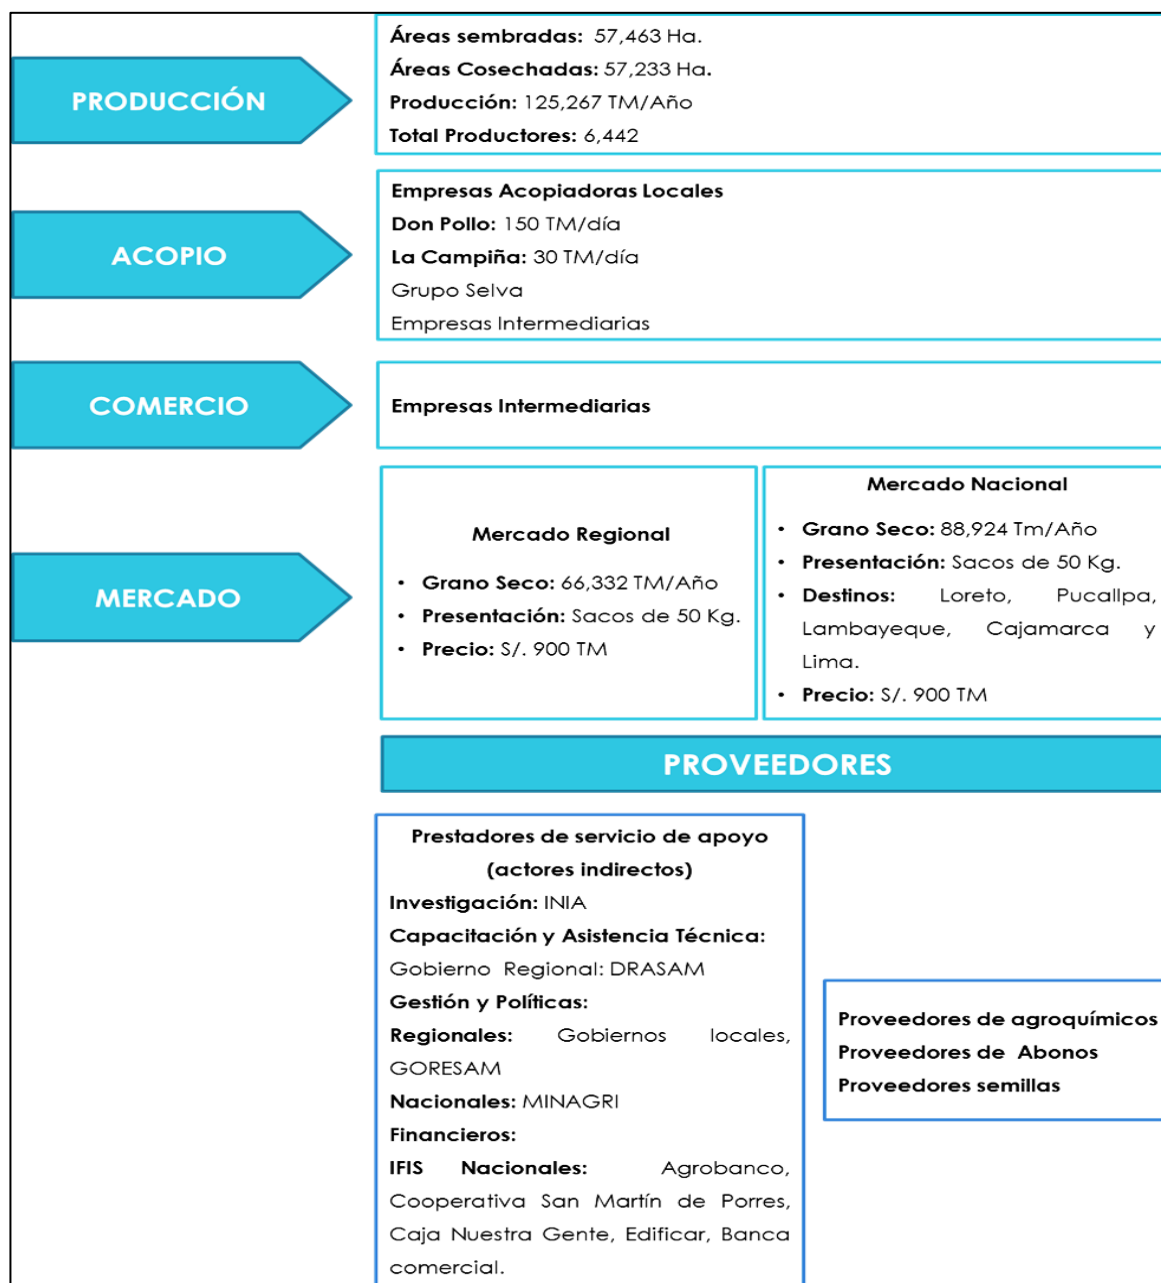 PRODUCCIÓN
Áreas sembradas: 57,463 Ha.
Áreas Cosechadas: 57,233 Ha.
Producción: 125,267 TM/Año
Total Productores: 6,442
ACOPIO
Empresas Acopiadoras Locales
Don Pollo: 150 TM/día
La Campiña: 30 TM/día
Grupo Selva
Empresas Intermediarias
COMERCIO
Empresas Intermediarias
MERCADO
Mercado Regional
• Grano Seco: 66,332 TM/Año
• Presentación: Sacos de 50 Kg.
• Precio: S/. 900 TM
Mercado Nacional
• Grano Seco: 88,924 Tm/Año
• Presentación: Sacos de 50 Kg.
• Destinos: Loreto, Pucallpa,
Lambayeque, Cajamarca y
Lima.
• Precio: S/. 900 TM
PROVEEDORES
Prestadores de servicio de apoyo
(actores indirectos)
Investigación: INIA
Capacitación y Asistencia Técnica:
Gobierno Regional: DRASAM
Gestión y Políticas:
Regionales: Gobiernos locales,
GORESAM
Nacionales: MINAGRI
Financieros:
IFIS Nacionales: Agrobanco,
Cooperativa San Martín de Porres,
Caja Nuestra Gente, Edificar, Banca
comercial.
Proveedores de agroquímicos
Proveedores de Abonos
Proveedores semillas